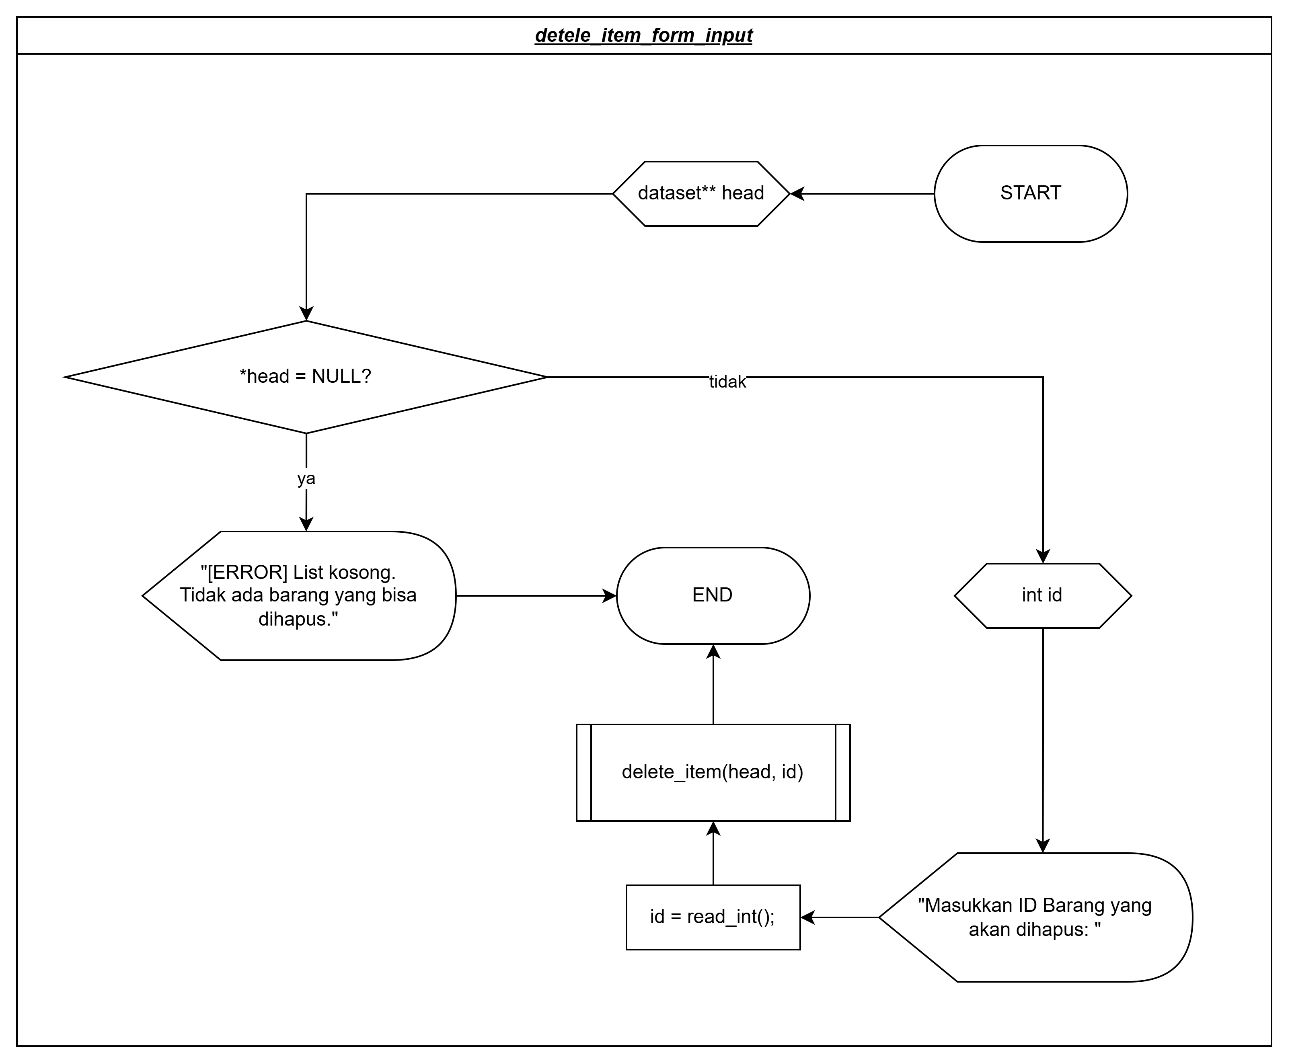 detele_item_form_input
START
dataset** head
*head = NULL?
tidak
ya
"[ERROR] List kosong.
Tidak ada barang yang bisa
dihapus."
END
int id
delete_item(head, id)
"Masukkan ID Barang yang
akan dihapus: "
id = read_int();